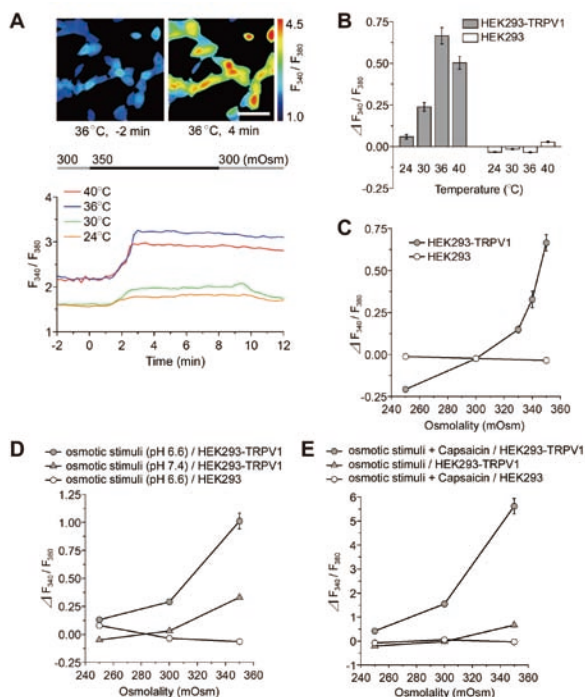 A
4.5
F340 / F380
1.0
36°C, -2 min
36°C, 4 min
300
350
300 (mOsm)
40°C
36°C
30°C
24°C
F340 / F380
4
3
2
1
-2 0 2 4 6 8 10 12
Time (min)
B
HEK293-TRPV1
HEK293
⊿ F340 / F380
0.75
0.50
0.25
0.00
-0.25
24 30 36 40 24 30 36 40
Temperature (°C)
C
HEK293-TRPV1
HEK293
⊿ F340 / F380
0.75
0.50
0.25
0.00
-0.25
240 260 280 300 320 340 360
Osmolality (mOsm)
D
osmotic stimuli (pH 6.6) / HEK293-TRPV1
osmotic stimuli (pH 7.4) / HEK293-TRPV1
osmotic stimuli (pH 6.6) / HEK293
⊿ F340 / F380
1.25
1.00
0.75
0.50
0.25
0.00
-0.25
240 260 280 300 320 340 360
Osmolality (mOsm)
E
osmotic stimuli + Capsaicin / HEK293-TRPV1
osmotic stimuli / HEK293-TRPV1
osmotic stimuli + Capsaicin / HEK293
⊿ F340 / F380
6
5
4
3
2
1
0
-1
240 260 280 300 320 340 360
Osmolality (mOsm)